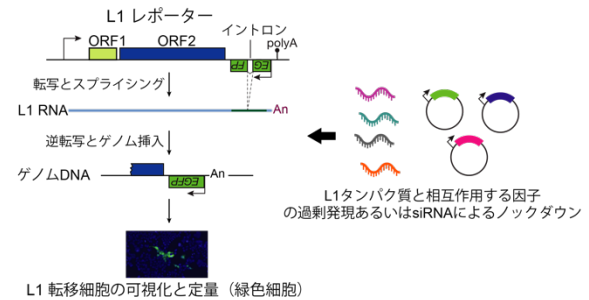 L1 レポーター
イントロン
polyA
ORF1
ORF2
EG
FP
転写とスプライシング
L1 RNA
An
逆転写とゲノム挿入
ゲノムDNA
An
EGFP
L1 転移細胞の可視化と定量（緑色細胞）
L1タンパク質と相互作用する因子
の過剰発現あるいはsiRNAによるノックダウン